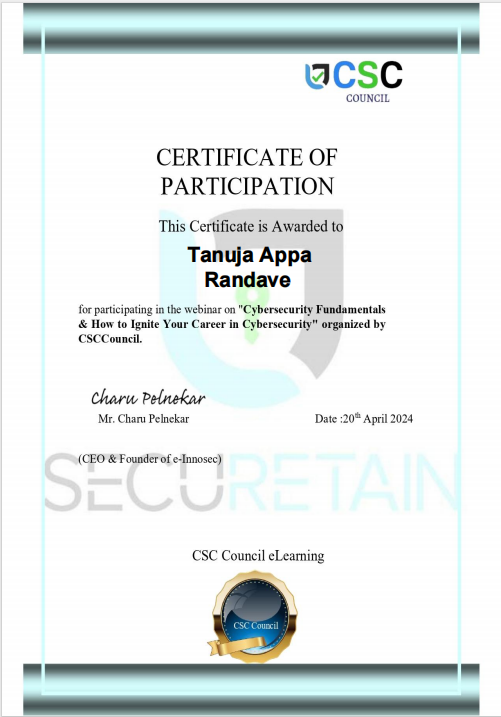 CSC
COUNCIL
CERTIFICATE OF
PARTICIPATION
This Certificate is Awarded to
Tanuja Appa
Randave
for participating in the webinar on "Cybersecurity Fundamentals
& How to Ignite Your Career in Cybersecurity" organized by
CSCCouncil.
Charu Pelnekar
Mr. Charu Pelnekar
Date :20th April 2024
(CEO & Founder of e-Innosec)
SECURETAIN
CSC Council eLearning
CSC Council